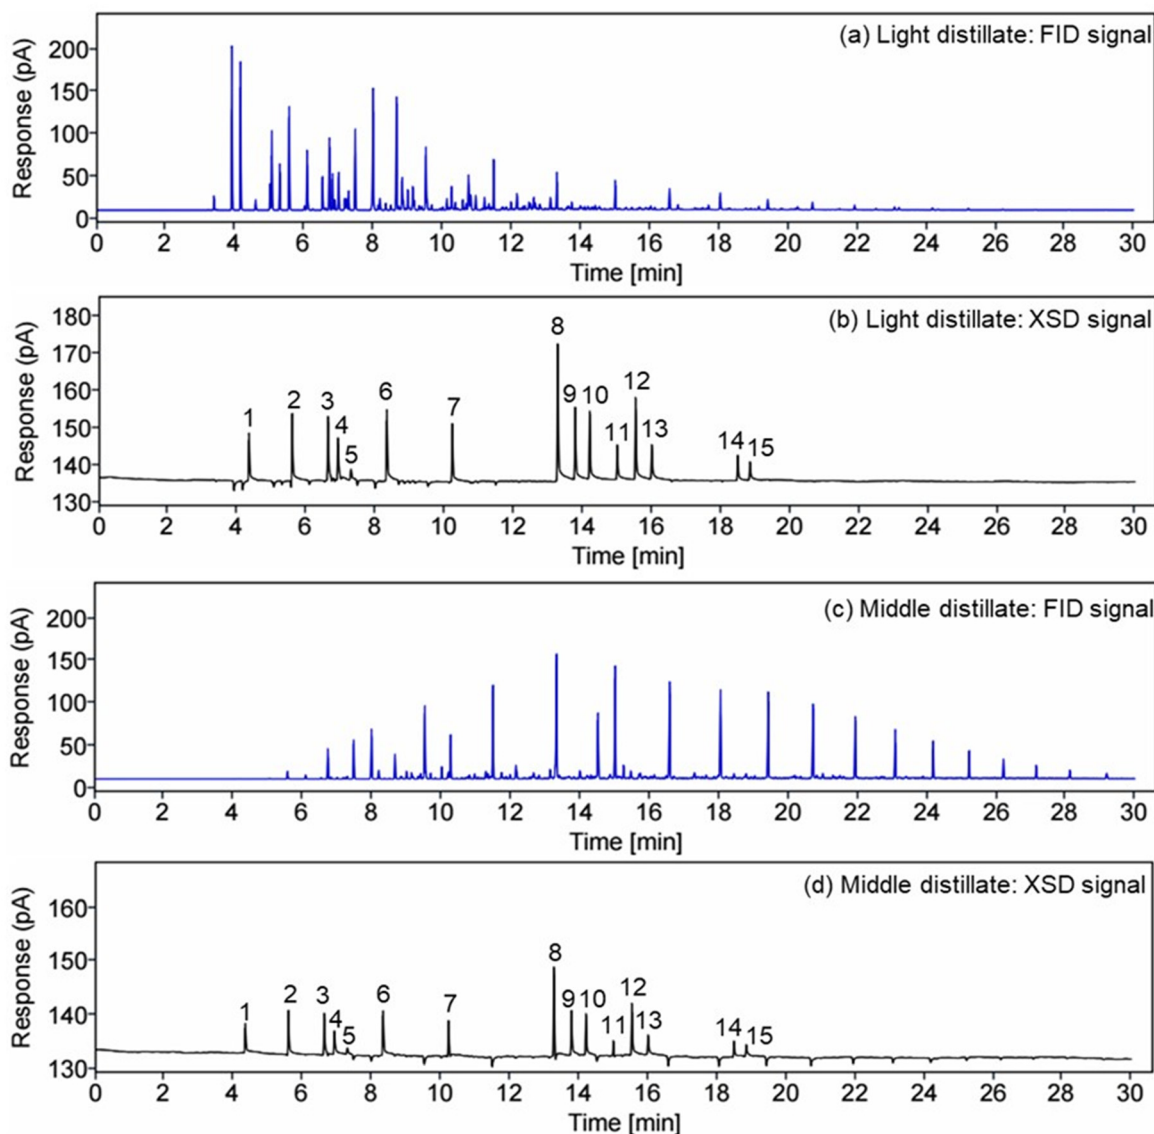 (a) Light distillate: FID signal
Response (pA)
200
150
100
50
0
0 2 4 6 8 10 12 14 16 18 20 22 24 26 28 30
Time [min]
(b) Light distillate: XSD signal
Response (pA)
180
170
160
150
140
130
1 2 3 4 5 6 7 8 9 10 11 12 13 14 15
0 2 4 6 8 10 12 14 16 18 20 22 24 26 28 30
Time [min]
(c) Middle distillate: FID signal
Response (pA)
200
150
100
50
0
0 2 4 6 8 10 12 14 16 18 20 22 24 26 28 30
Time [min]
(d) Middle distillate: XSD signal
Response (pA)
160
150
140
130
1 2 3 4 5 6 7 8 9 10 11 12 13 14 15
0 2 4 6 8 10 12 14 16 18 20 22 24 26 28 30
Time [min]